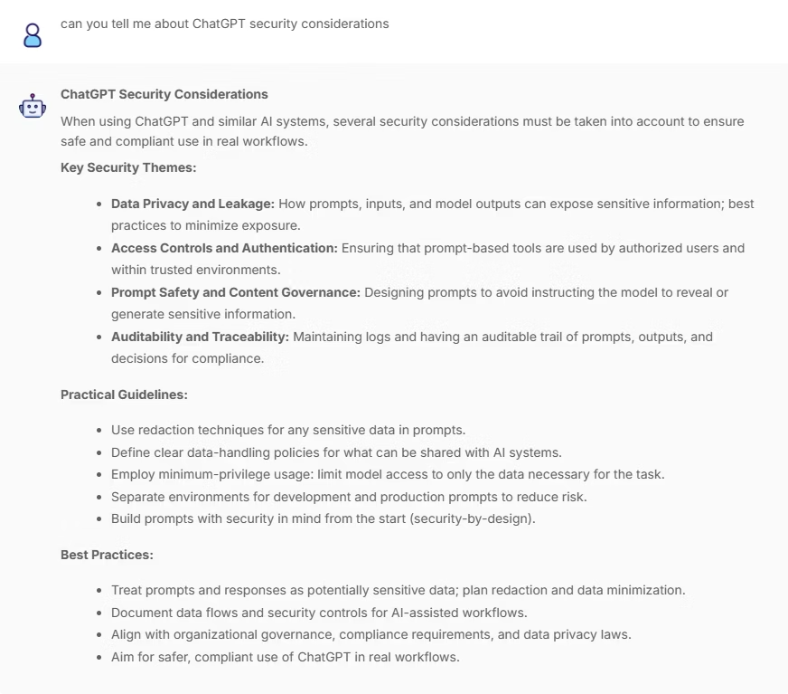 can you tell me about ChatGPT security considerations
ChatGPT Security Considerations
When using ChatGPT and similar AI systems, several security considerations must be taken into account to ensure
safe and compliant use in real workflows.
Key Security Themes:
• Data Privacy and Leakage: How prompts, inputs, and model outputs can expose sensitive information; best
practices to minimize exposure.
• Access Controls and Authentication: Ensuring that prompt-based tools are used by authorized users and
within trusted environments.
• Prompt Safety and Content Governance: Designing prompts to avoid instructing the model to reveal or
generate sensitive information.
• Auditability and Traceability: Maintaining logs and having an auditable trail of prompts, outputs, and
decisions for compliance.
Practical Guidelines:
• Use redaction techniques for any sensitive data in prompts.
• Define clear data-handling policies for what can be shared with AI systems.
• Employ minimum-privilege usage: limit model access to only the data necessary for the task.
• Separate environments for development and production prompts to reduce risk.
• Build prompts with security in mind from the start (security-by-design).
Best Practices:
• Treat prompts and responses as potentially sensitive data; plan redaction and data minimization.
• Document data flows and security controls for AI-assisted workflows.
• Align with organizational governance, compliance requirements, and data privacy laws.
• Aim for safer, compliant use of ChatGPT in real workflows.